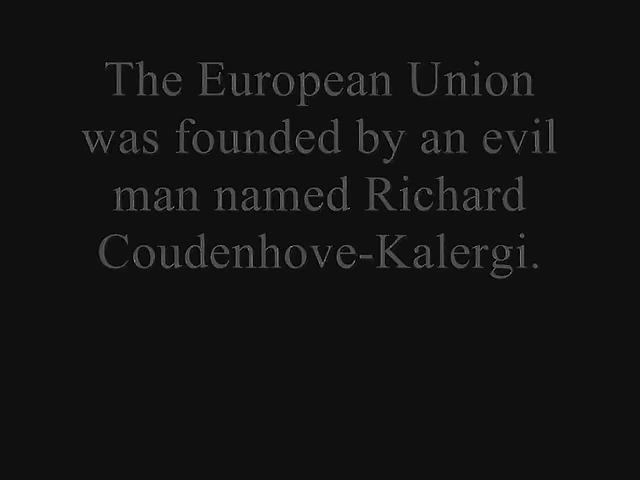 The European Union
was founded by an evil
man named Richard
Coudenhove-Kalergi.